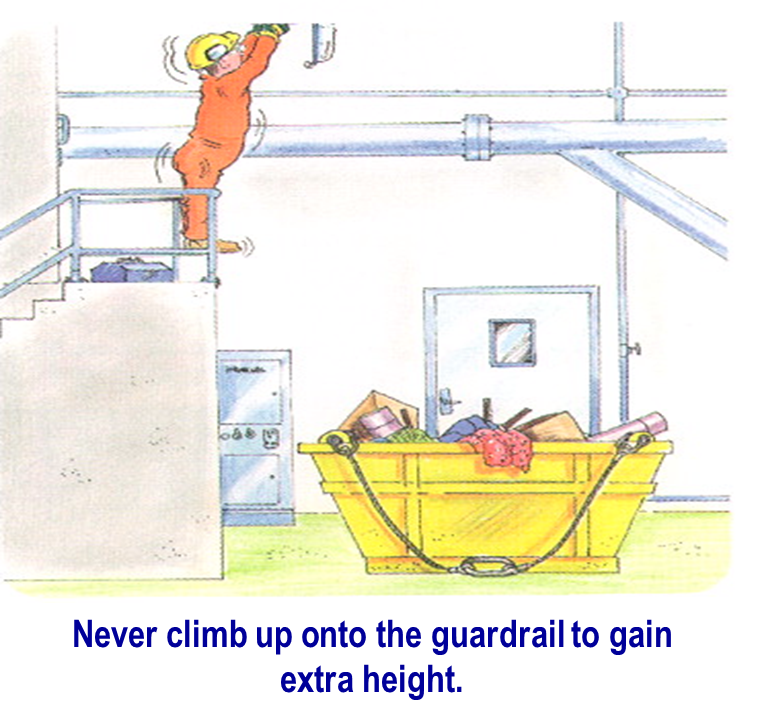 Never climb up onto the guardrail to gain
extra height.